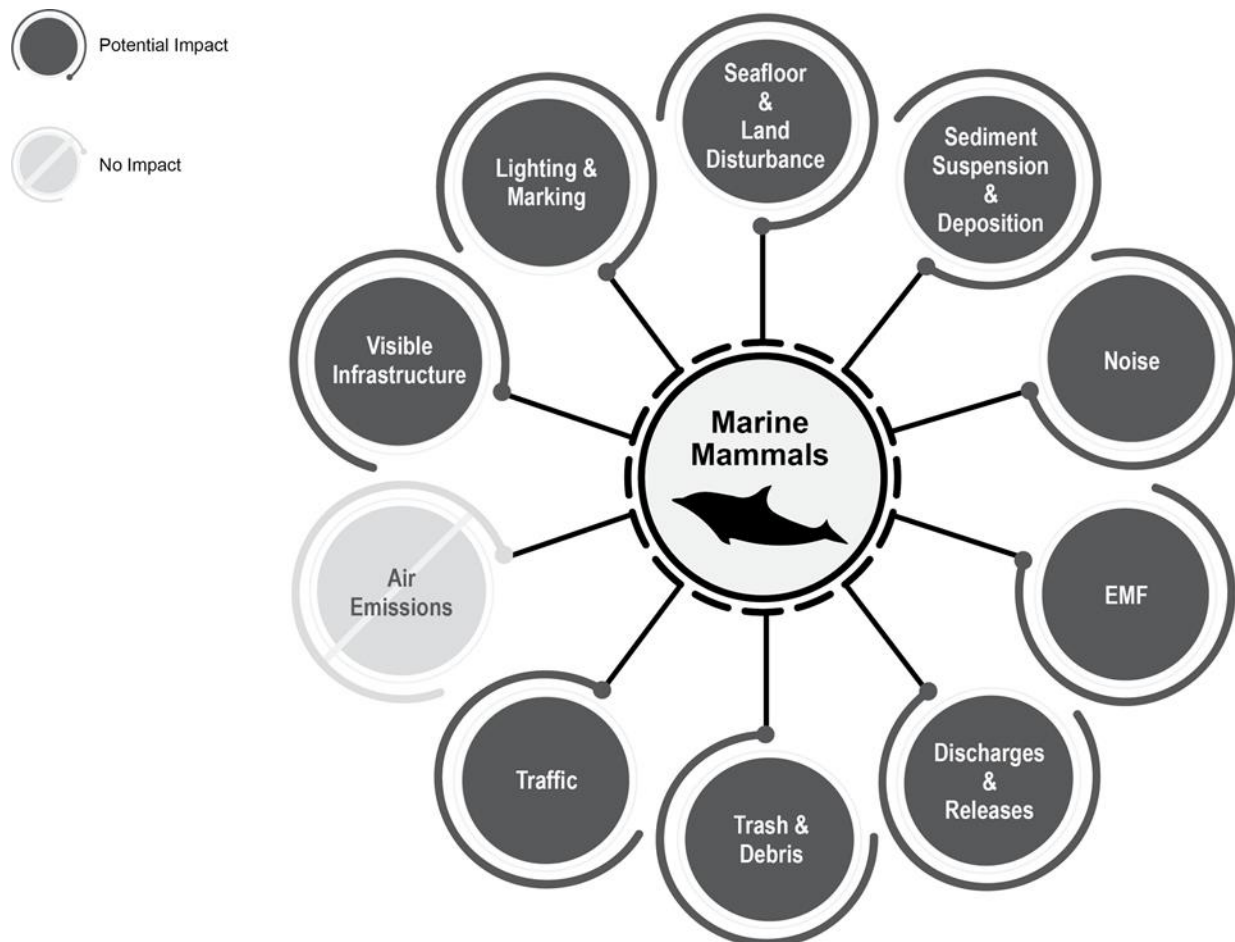 Potential Impact
No Impact
Seafloor
&
Land
Disturbance
Sediment
Suspension
&
Deposition
Noise
EMF
Discharges
&
Releases
Trash &
Debris
Traffic
Air
Emissions
Visible
Infrastructure
Lighting &
Marking
Marine
Mammals